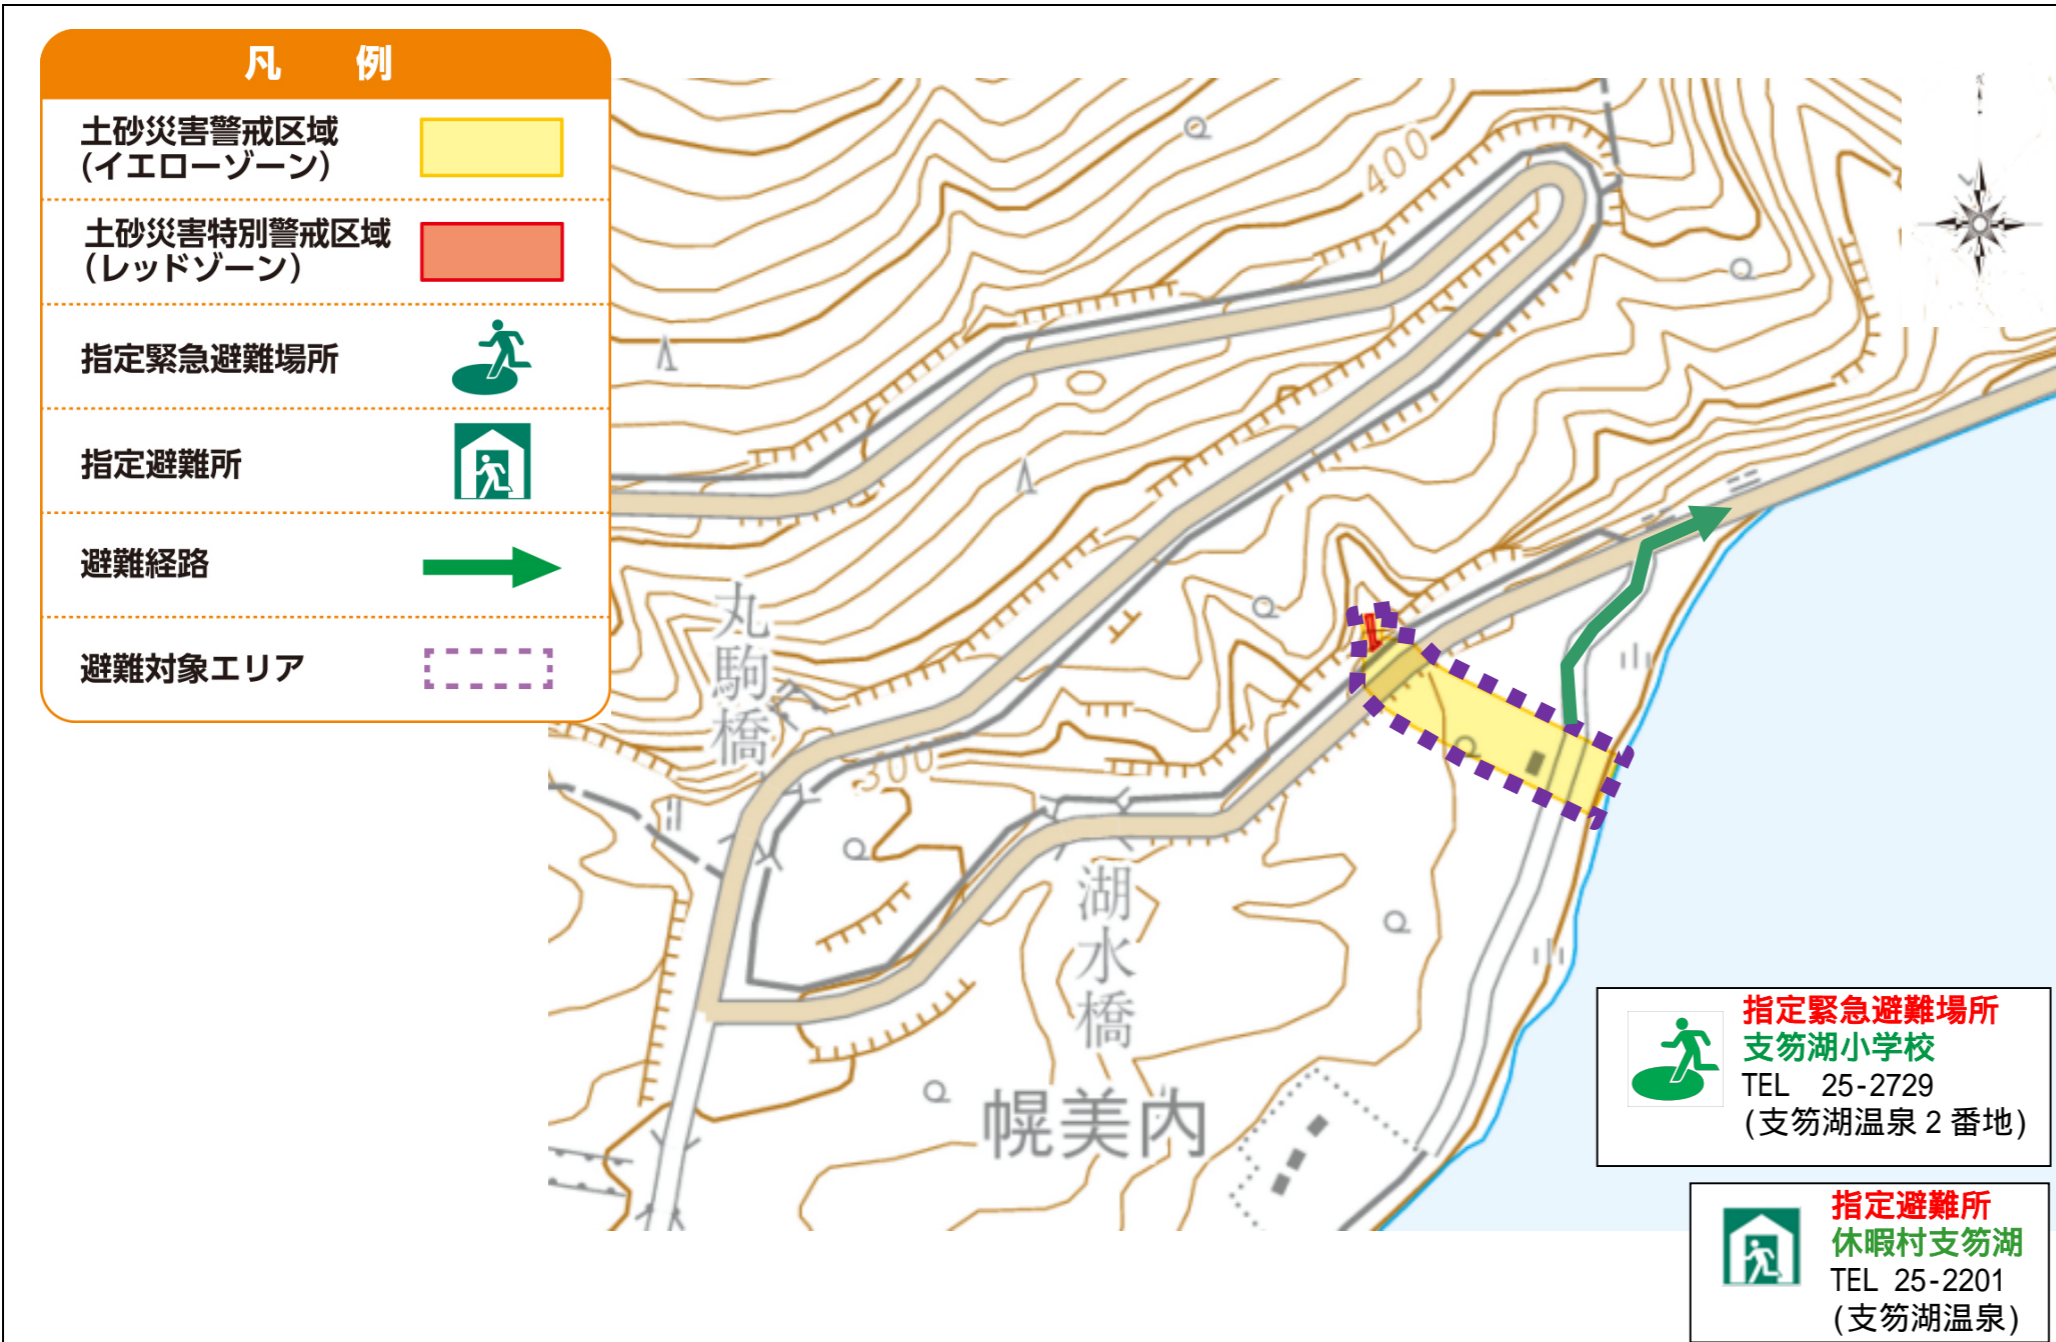 凡　例
土砂災害警戒区域
(イエローゾーン)
土砂災害特別警戒区域
(レッドゾーン)
指定緊急避難場所
指定避難所
避難経路
避難対象エリア
400
丸駒橋
300
湖水橋
幌美内
指定緊急避難場所
支笏湖小学校
TEL 25-2729
(支笏湖温泉2番地)
指定避難所
休暇村支笏湖
TEL 25-2201
(支笏湖温泉)